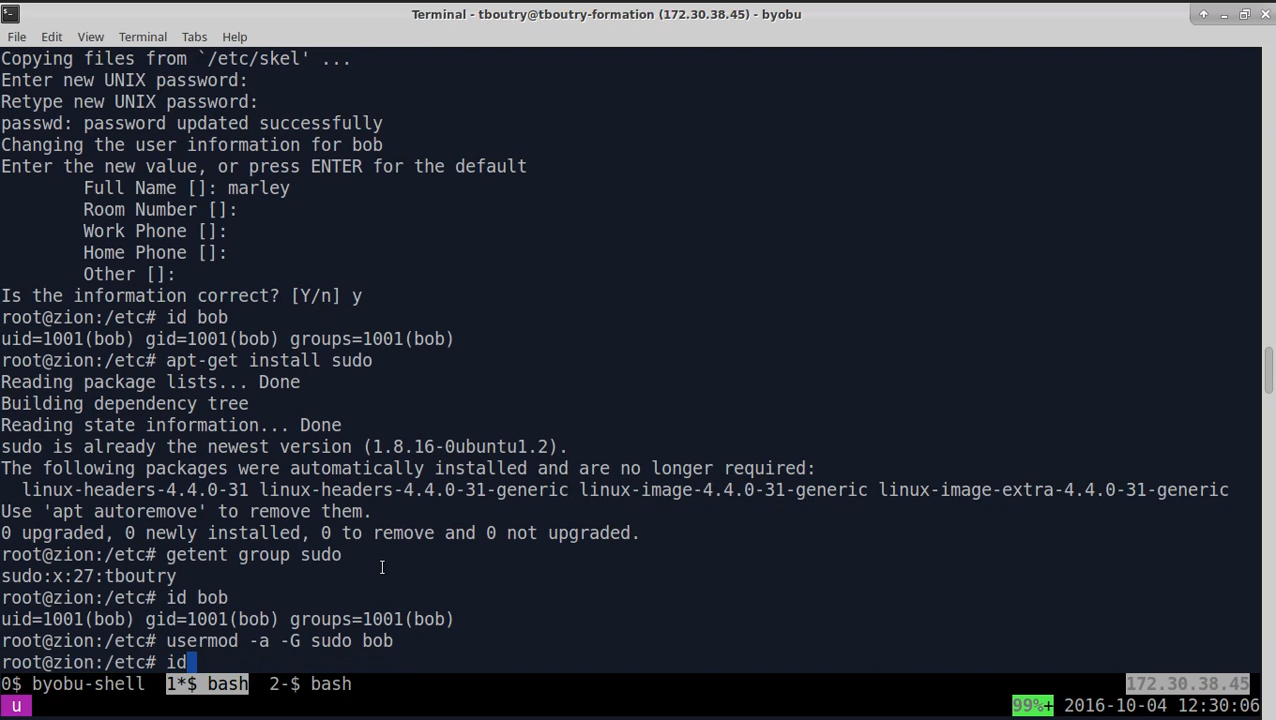 Terminal - tboutry@tboutry-formation (172.30.38.45) - byobu
File Edit View Terminal Tabs Help
Copying files from `/etc/skel' ...
Enter new UNIX password:
Retype new UNIX password:
passwd: password updated successfully
Changing the user information for bob
Enter the new value, or press ENTER for the default
        Full Name []: marley
        Room Number []:
        Work Phone []:
        Home Phone []:
        Other []:
Is the information correct? [Y/n] y
root@zion:/etc# id bob
uid=1001(bob) gid=1001(bob) groups=1001(bob)
root@zion:/etc# apt-get install sudo
Reading package lists... Done
Building dependency tree
Reading state information... Done
sudo is already the newest version (1.8.16-0ubuntu1.2).
The following packages were automatically installed and are no longer required:
  linux-headers-4.4.0-31 linux-headers-4.4.0-31-generic linux-image-4.4.0-31-generic linux-image-extra-4.4.0-31-generic
Use 'apt autoremove' to remove them.
0 upgraded, 0 newly installed, 0 to remove and 0 not upgraded.
root@zion:/etc# getent group sudo
sudo:x:27:tboutry
root@zion:/etc# id bob
uid=1001(bob) gid=1001(bob) groups=1001(bob)
root@zion:/etc# usermod -a -G sudo bob
root@zion:/etc# id
0$ byobu-shell  1*$ bash  2-$ bash 172.30.38.45
u 99%+ 2016-10-04 12:30:06